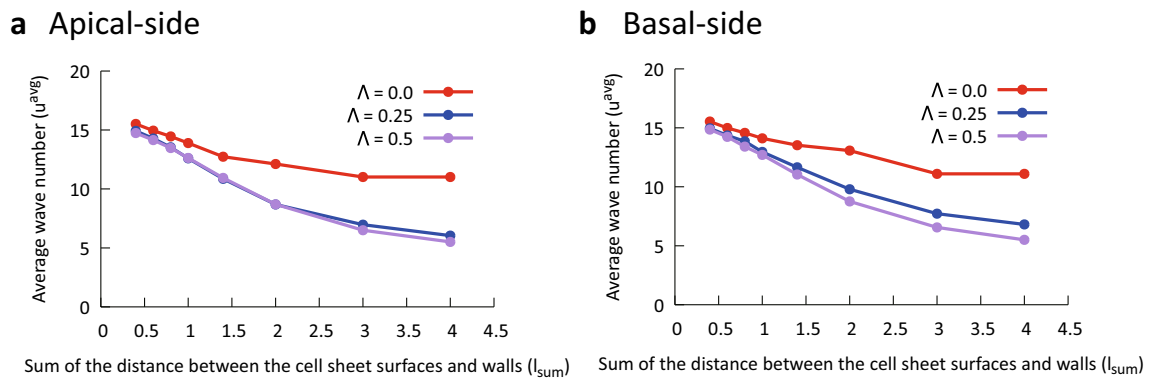 a Apical-side
20
15
10
5
0
Average wave number (u^avg)
Λ = 0.0
Λ = 0.25
Λ = 0.5
0 0.5 1 1.5 2 2.5 3 3.5 4 4.5
Sum of the distance between the cell sheet surfaces and walls (l_sum)
b Basal-side
20
15
10
5
0
Average wave number (u^avg)
Λ = 0.0
Λ = 0.25
Λ = 0.5
0 0.5 1 1.5 2 2.5 3 3.5 4 4.5
Sum of the distance between the cell sheet surfaces and walls (l_sum)